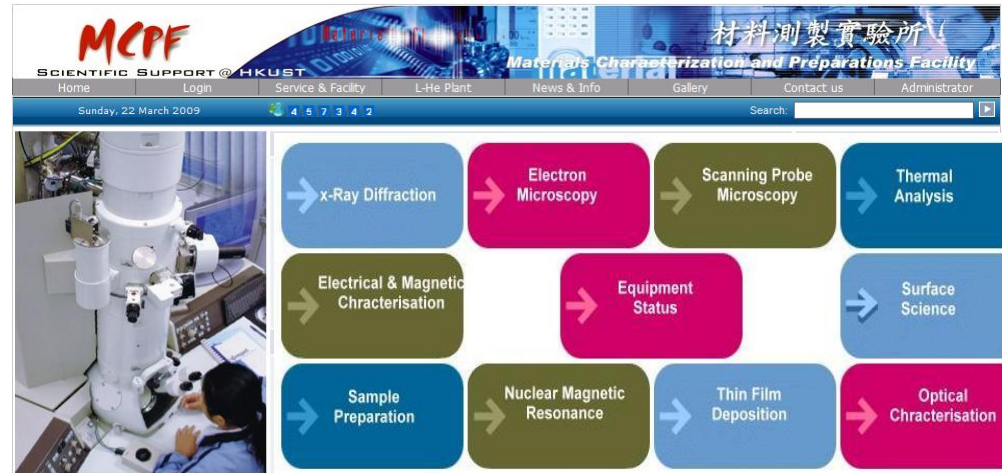 MCPF
SCIENTIFIC SUPPORT @ HKUST
材料測製實驗所
Materials Characterization and Preparations Facility
Home Login Service & Facility L-He Plant News & Info Gallery Contact us Administrator
Sunday, 22 March 2009 4 5 7 3 4 2 Search:
x-Ray Diffraction
Electron
Microscopy
Scanning Probe
Microscopy
Thermal
Analysis
Electrical & Magnetic
Chracterisation
Equipment
Status
Surface
Science
Sample
Preparation
Nuclear Magnetic
Resonance
Thin Film
Deposition
Optical
Chracterisation